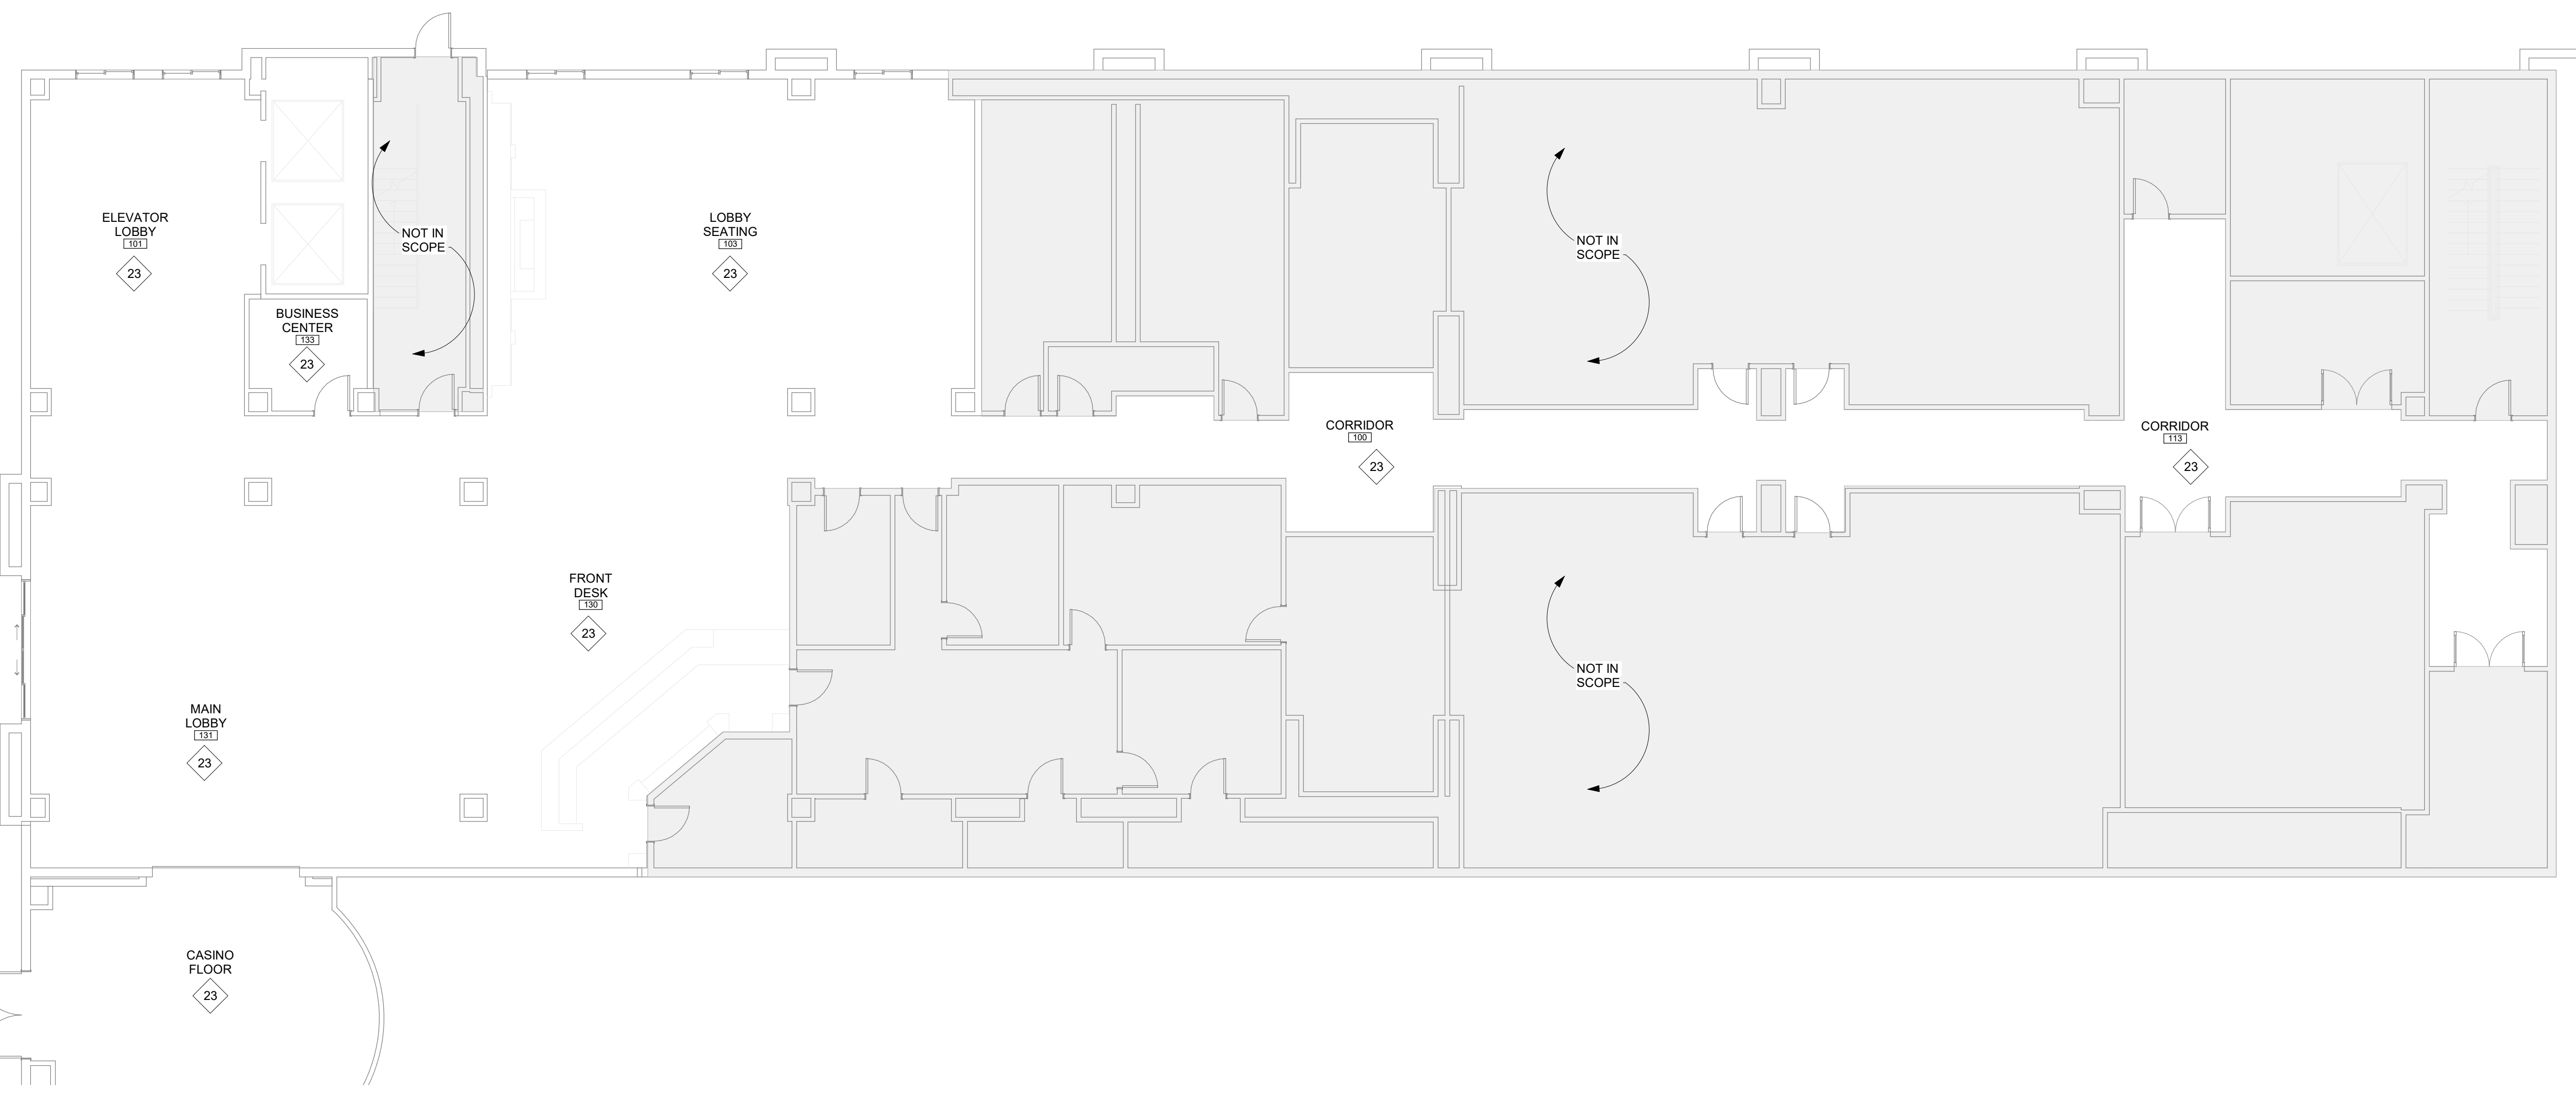 ELEVATOR
LOBBY
101
23
NOT IN
SCOPE
LOBBY
SEATING
103
23
NOT IN
SCOPE
BUSINESS
CENTER
133
23
CORRIDOR
100
23
CORRIDOR
113
23
FRONT
DESK
130
23
NOT IN
SCOPE
MAIN
LOBBY
131
23
CASINO
FLOOR
23